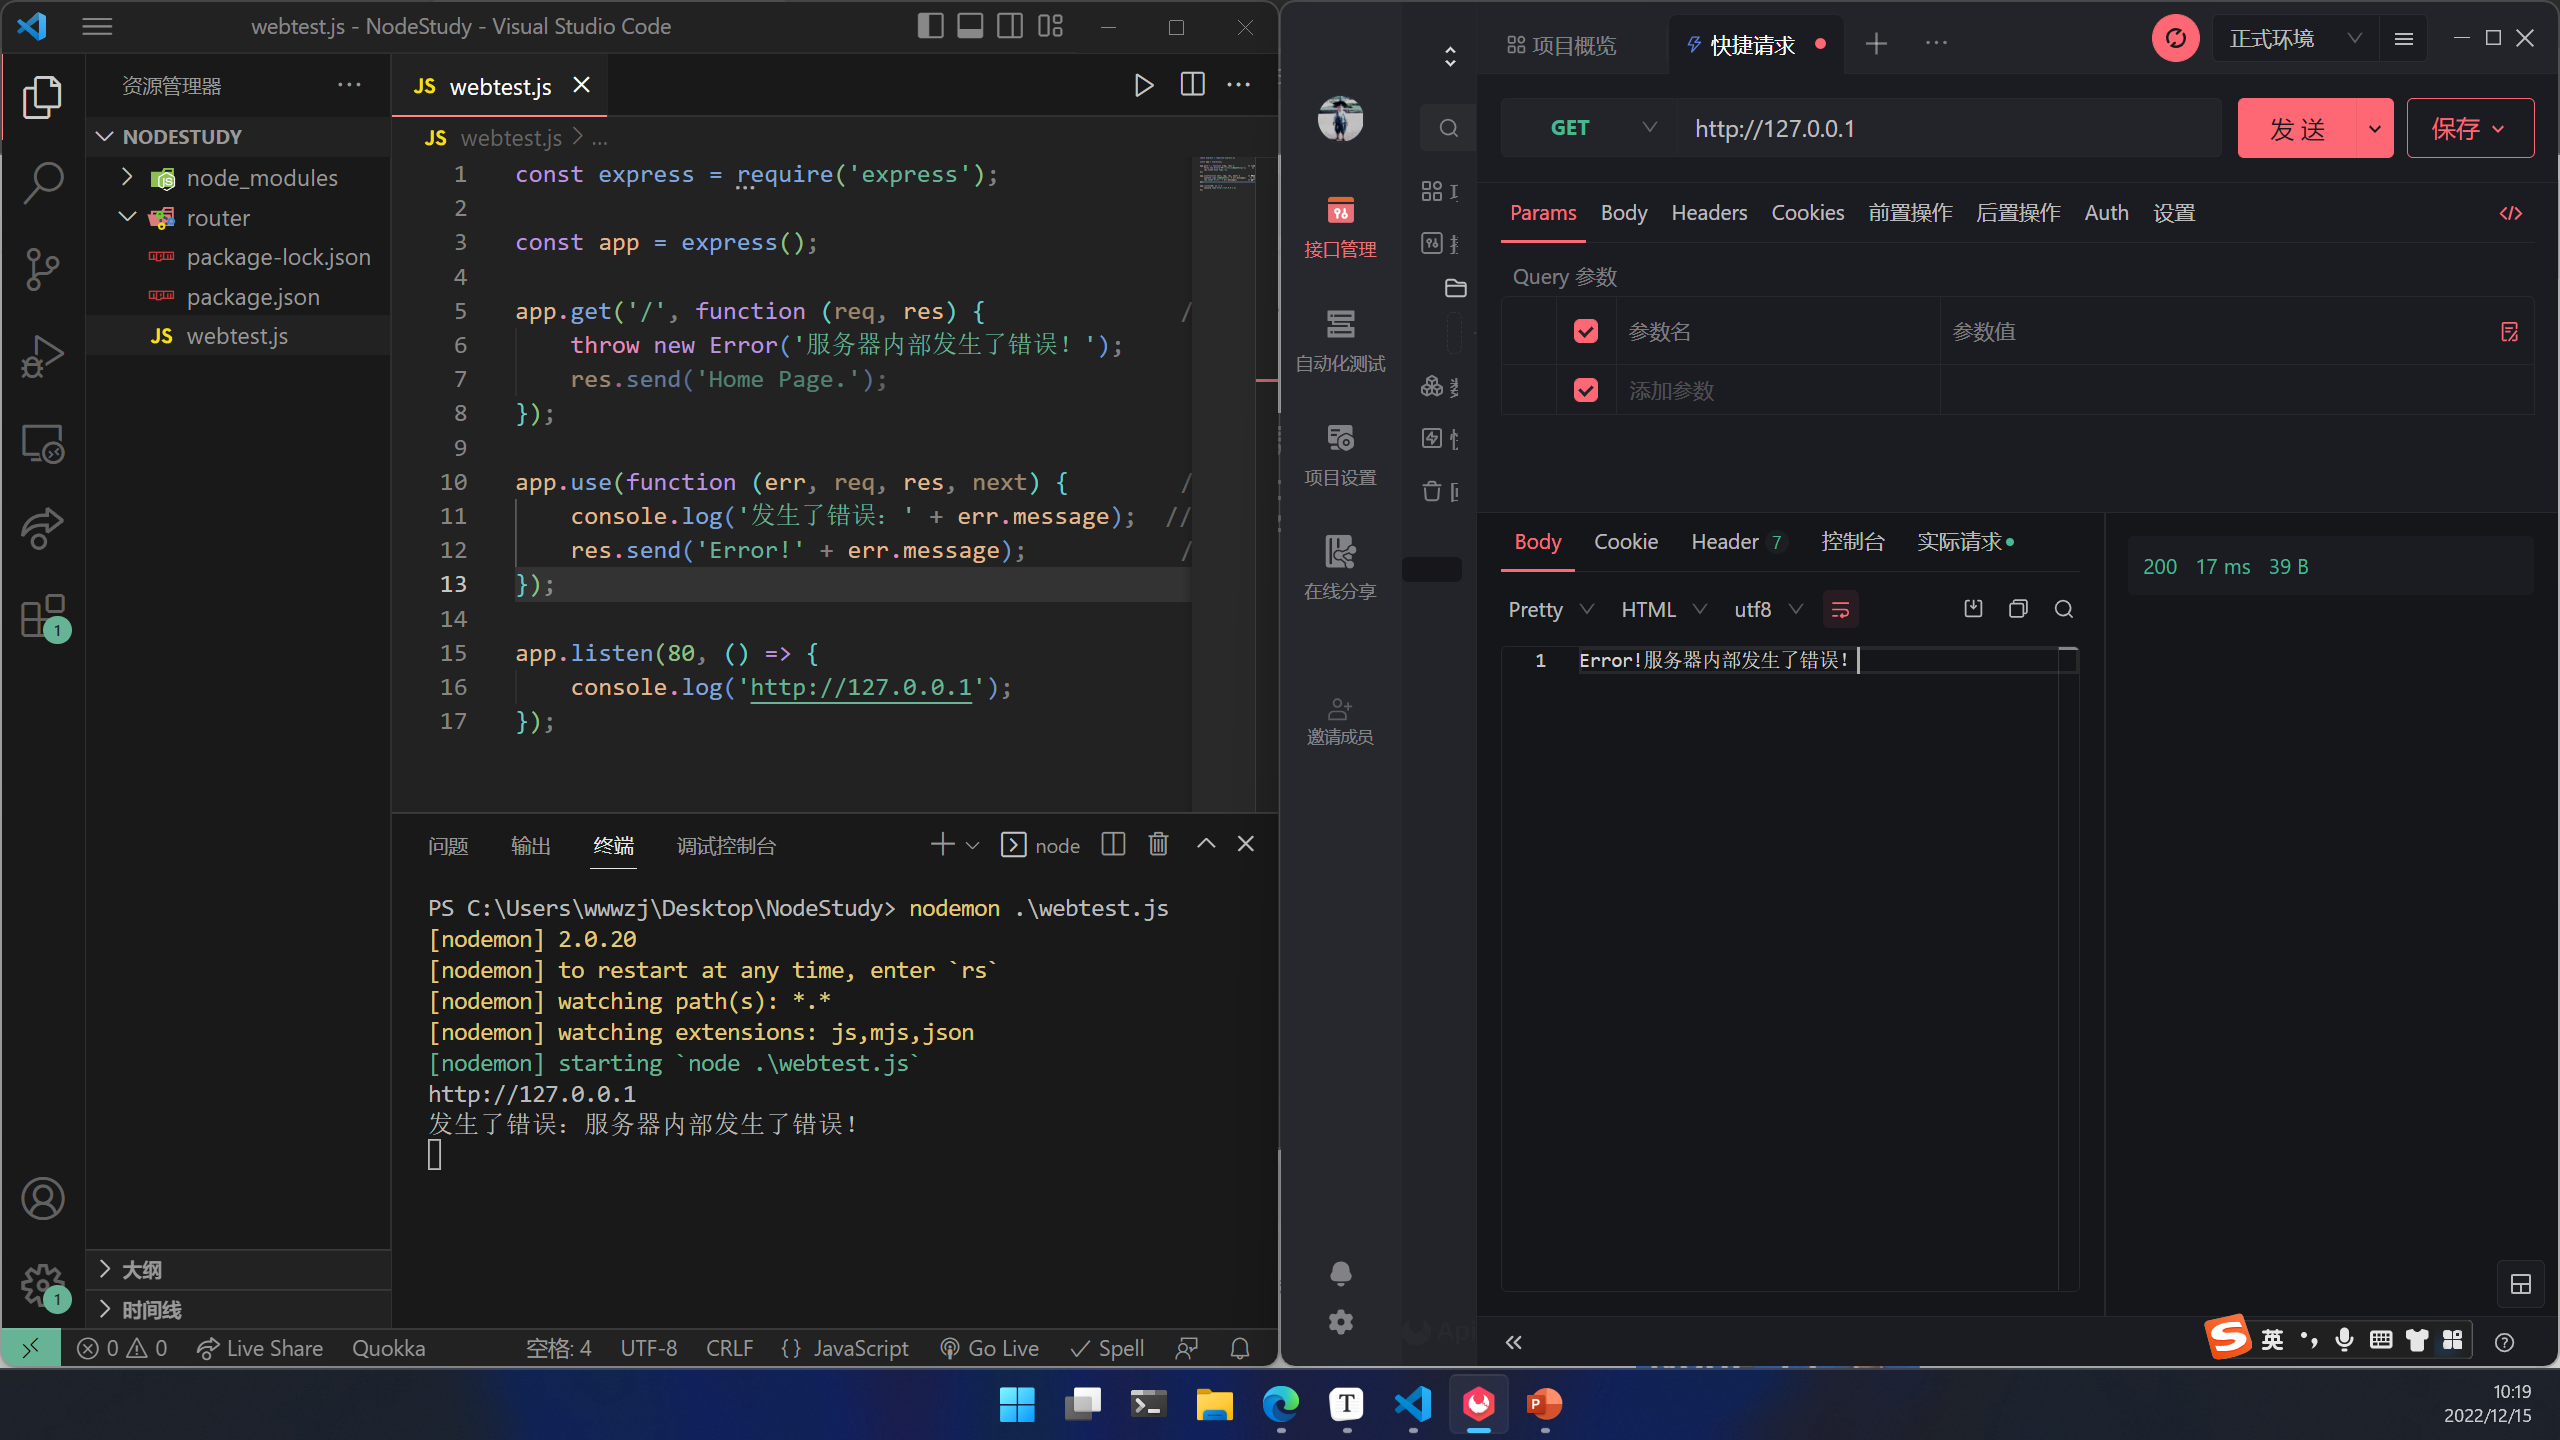 webtest.js - NodeStudy - Visual Studio Code
资源管理器
NODESTUDY
node_modules
router
package-lock.json
package.json
JS webtest.js
大纲
时间线
JS webtest.js
JS webtest.js > ...
1 const express = require('express');
2
3 const app = express();
4
5 app.get('/', function (req, res) { /
6 throw new Error('服务器内部发生了错误！');
7 res.send('Home Page.');
8 });
9
10 app.use(function (err, req, res, next) { /
11 console.log('发生了错误：' + err.message); //
12 res.send('Error!' + err.message); /
13 });
14
15 app.listen(80, () => {
16 console.log('http://127.0.0.1');
17 });
问题 输出 终端 调试控制台 node
PS C:\Users\wwwzj\Desktop\NodeStudy> nodemon .\webtest.js
[nodemon] 2.0.20
[nodemon] to restart at any time, enter `rs`
[nodemon] watching path(s): *.*
[nodemon] watching extensions: js,mjs,json
[nodemon] starting `node .\webtest.js`
http://127.0.0.1
发生了错误：服务器内部发生了错误！
1
1
0 0 Live Share Quokka 空格: 4 UTF-8 CRLF {} JavaScript Go Live Spell
接口管理
自动化测试
项目设置
在线分享
邀请成员
项目概览 快捷请求 正式环境
GET http://127.0.0.1 发 送 保存
Params Body Headers Cookies 前置操作 后置操作 Auth 设置
Query 参数
参数名 参数值
添加参数
Body Cookie Header 7 控制台 实际请求
200 17 ms 39 B
Pretty HTML utf8
1 Error!服务器内部发生了错误！
英
10:19
2022/12/15